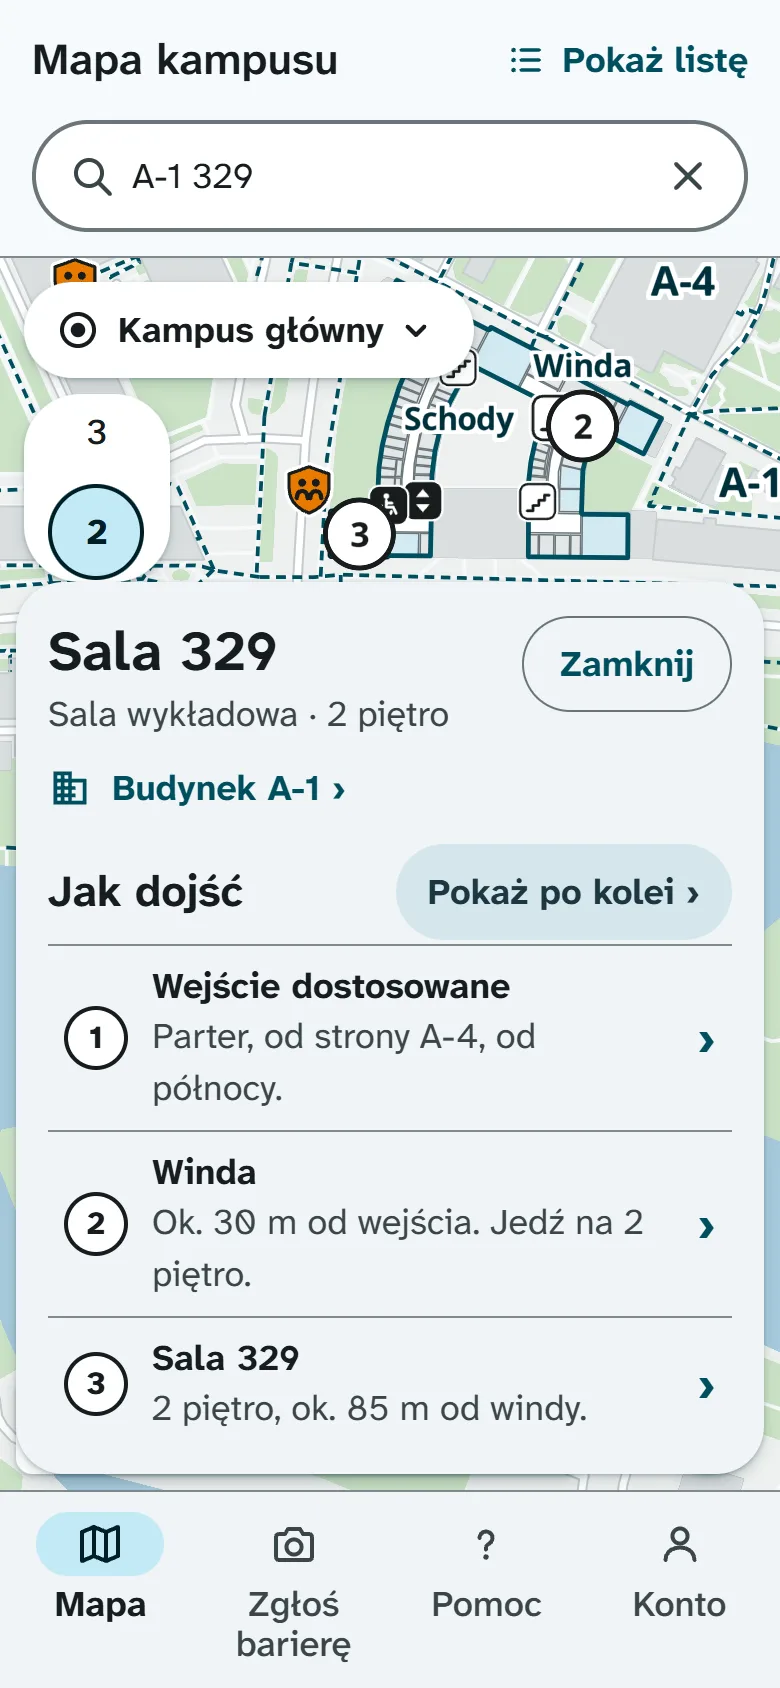 Mapa kampusu
Pokaż listę
A-1 329
A-4
Kampus główny
Winda
Schody
2
3
2
A-1
3
Sala 329
Zamknij
Sala wykładowa · 2 piętro
Budynek A-1 ›
Jak dojść
Pokaż po kolei ›
1
Wejście dostosowane
Parter, od strony A-4, od
północy.
›
2
Winda
Ok. 30 m od wejścia. Jedź na 2
piętro.
›
3
Sala 329
2 piętro, ok. 85 m od windy.
›
Mapa
Zgłoś
barierę
Pomoc
Konto